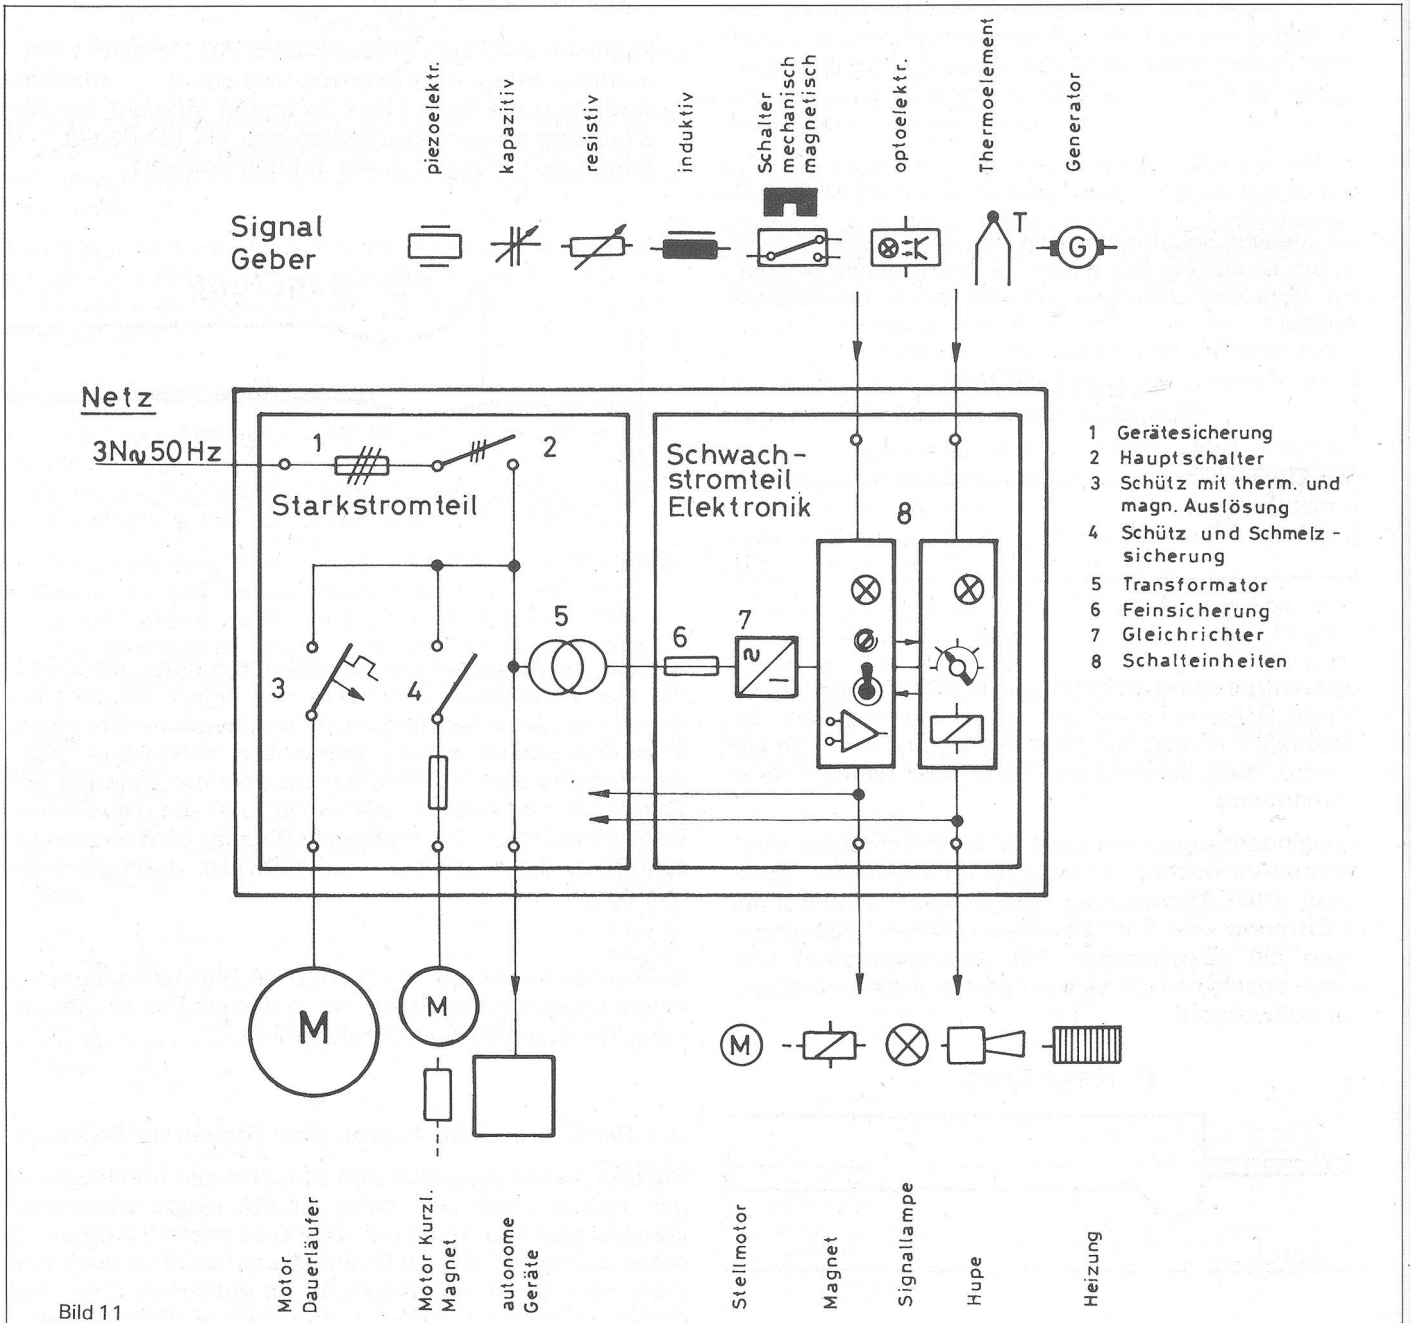 piezoelektr.
kapazitiv
resistiv
induktiv
Schalter
mechanisch
magnetisch
optoelektr.
Thermoelement
Generator
Signal
Geber
T
G
Netz
3N∿50Hz
1
2
Starkstromteil
3
4
5
Schwach-
stromteil
Elektronik
6
7
8
1 Gerätesicherung
2 Hauptschalter
3 Schütz mit therm. und
magn. Auslösung
4 Schütz und Schmelz-
sicherung
5 Transformator
6 Feinsicherung
7 Gleichrichter
8 Schalteinheiten
M
M
M
Motor
Dauerläufer
Motor Kurzl.
Magnet
autonome
Geräte
Stellmotor
Magnet
Signallampe
Hupe
Heizung
Bild 11